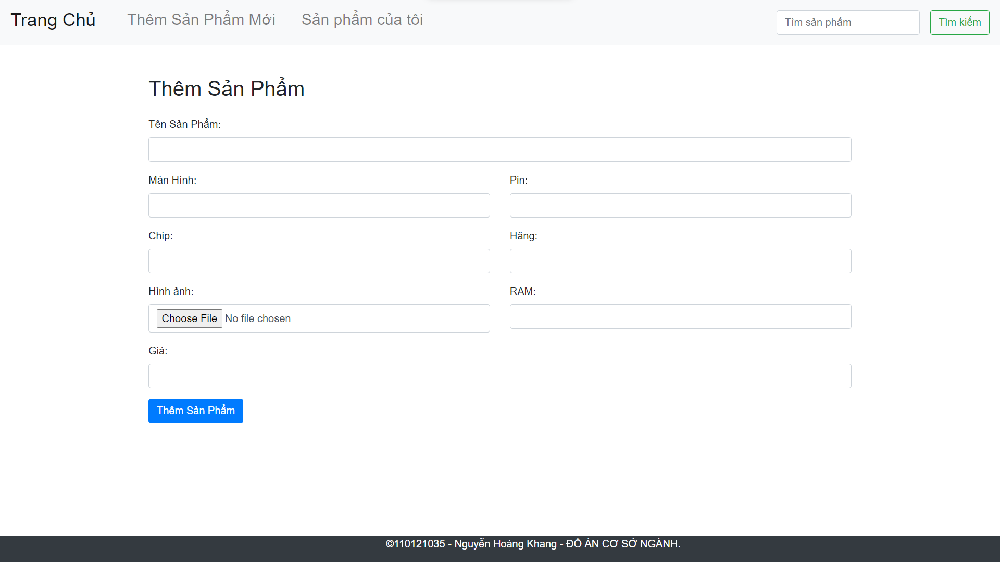 Trang Chủ Thêm Sản Phẩm Mới Sản phẩm của tôi Tìm sản phẩm Tìm kiếm
Thêm Sản Phẩm
Tên Sản Phẩm:
Màn Hình: Pin:
Chip: Hãng:
Hình ảnh: RAM:
Choose File No file chosen
Giá:
Thêm Sản Phẩm
©110121035 - Nguyễn Hoàng Khang - ĐỒ ÁN CƠ SỞ NGÀNH.